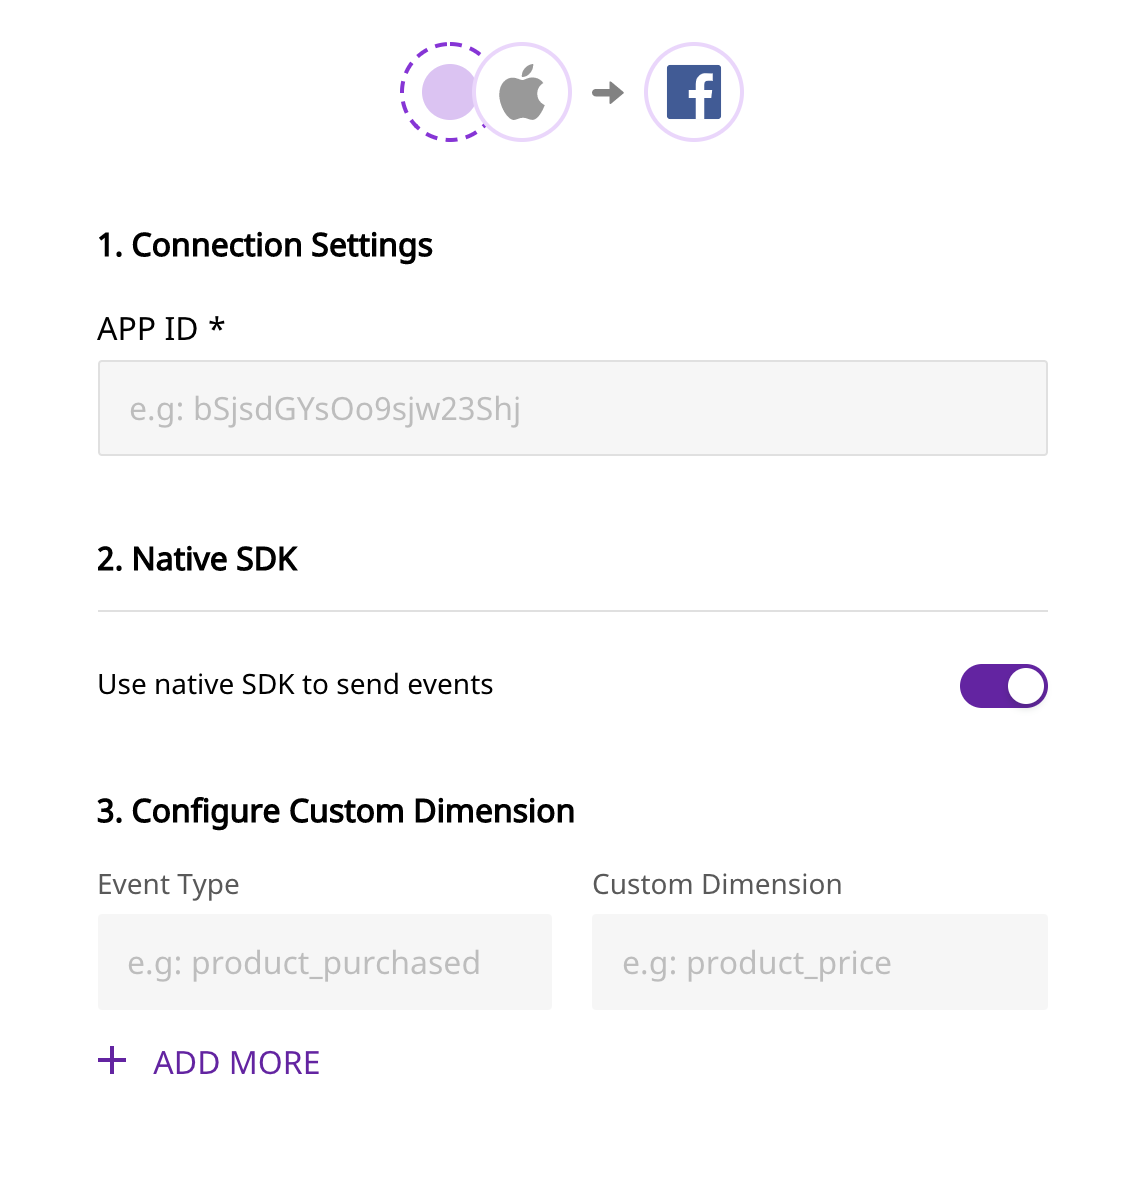 1. Connection Settings
APP ID *
e.g: bSjsdGYsOo9sjw23Shj
2. Native SDK
Use native SDK to send events
3. Configure Custom Dimension
Event Type
Custom Dimension
e.g: product_purchased
e.g: product_price
+ ADD MORE